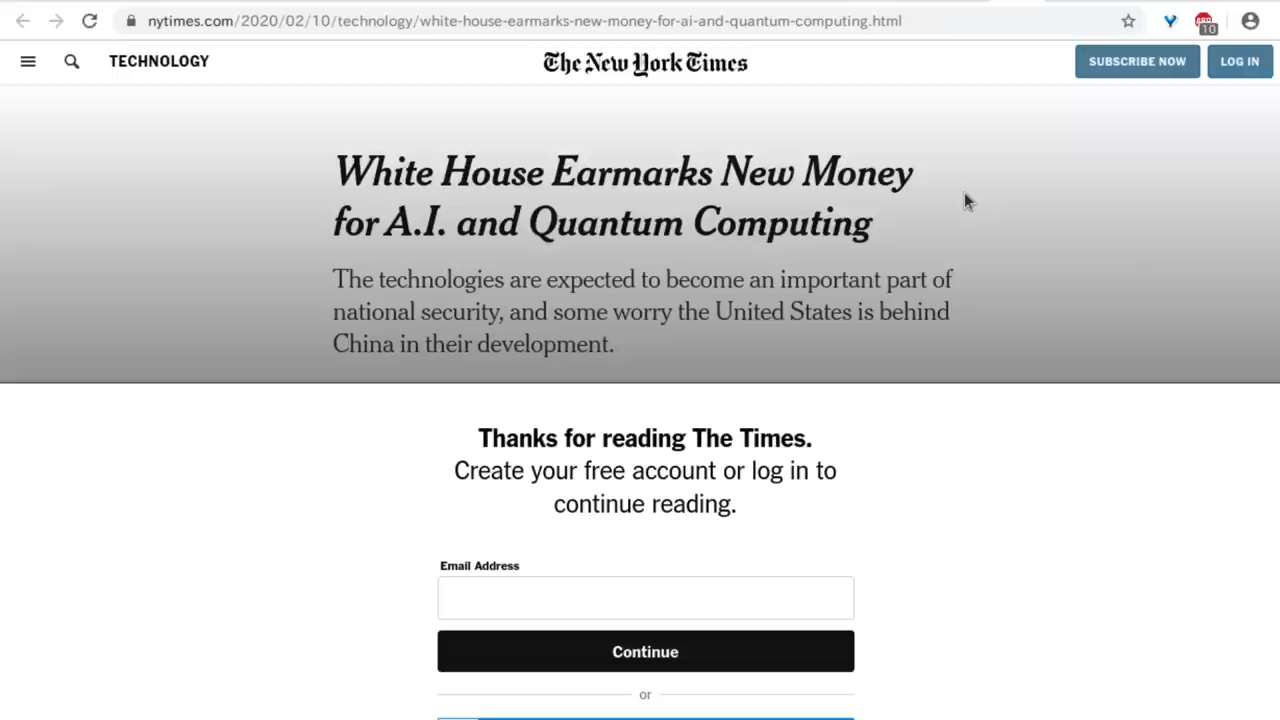 nytimes.com/2020/02/10/technology/white-house-earmarks-new-money-for-ai-and-quantum-computing.html
10
TECHNOLOGY
The New York Times
SUBSCRIBE NOW
LOG IN
White House Earmarks New Money
for A.I. and Quantum Computing
The technologies are expected to become an important part of
national security, and some worry the United States is behind
China in their development.
Thanks for reading The Times.
Create your free account or log in to
continue reading.
Email Address
Continue
or